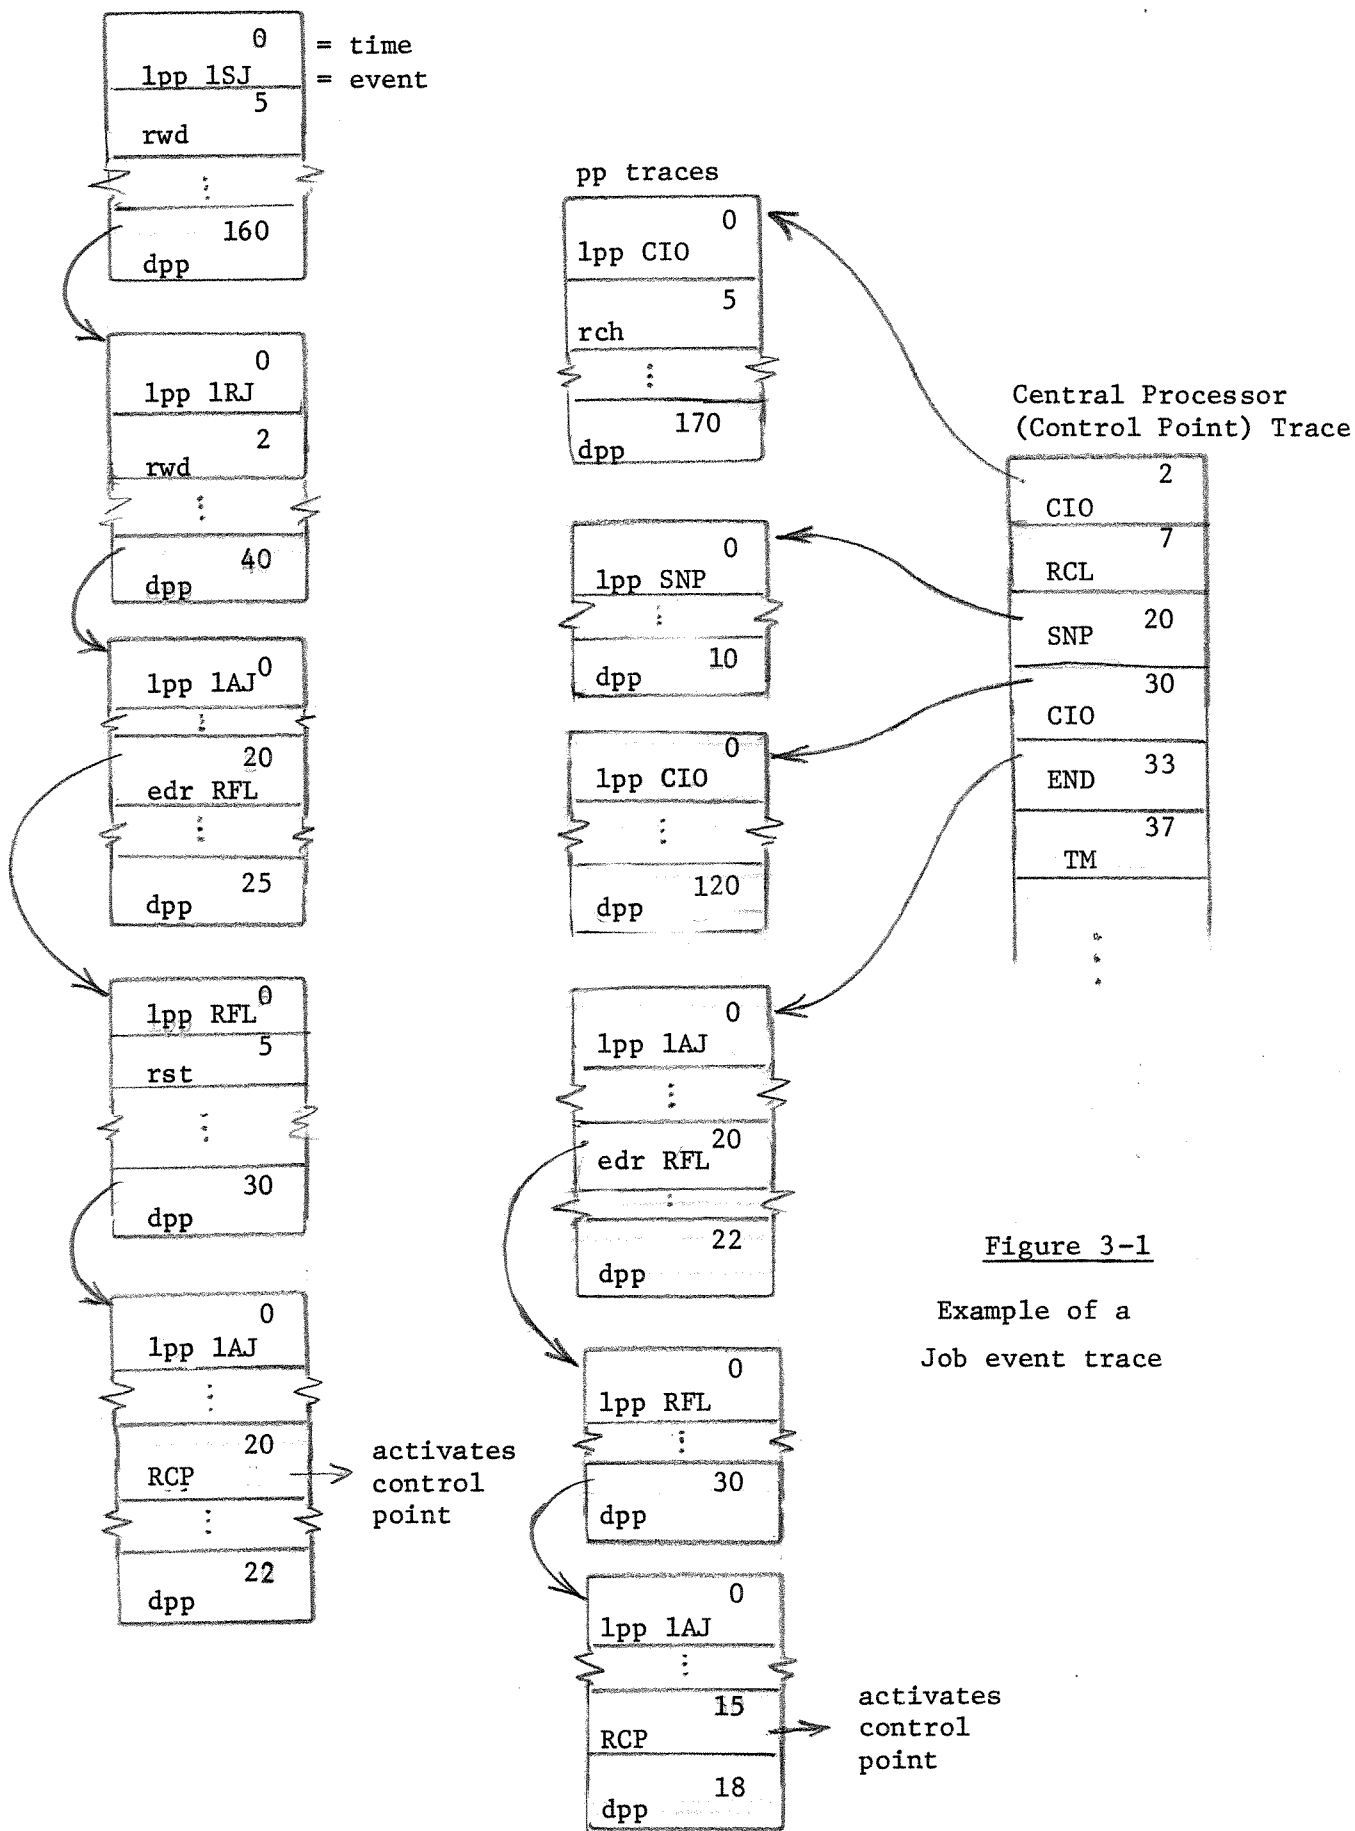 0 = time
1pp 1SJ = event
5
rwd
160
dpp
0
1pp 1RJ
2
rwd
40
dpp
0
1pp 1AJ
20
edr RFL
25
dpp
0
1pp RFL
5
rst
30
dpp
0
1pp 1AJ
20
RCP
activates
control
point
22
dpp
pp traces
0
1pp CIO
5
rch
170
dpp
0
1pp SNP
10
dpp
0
1pp CIO
120
dpp
0
1pp 1AJ
20
edr RFL
22
dpp
0
1pp RFL
30
dpp
0
1pp 1AJ
15
RCP
activates
control
point
18
dpp
Central Processor
(Control Point) Trace
2
CIO
7
RCL
20
SNP
30
CIO
33
END
37
TM
Figure 3-1
Example of a
Job event trace